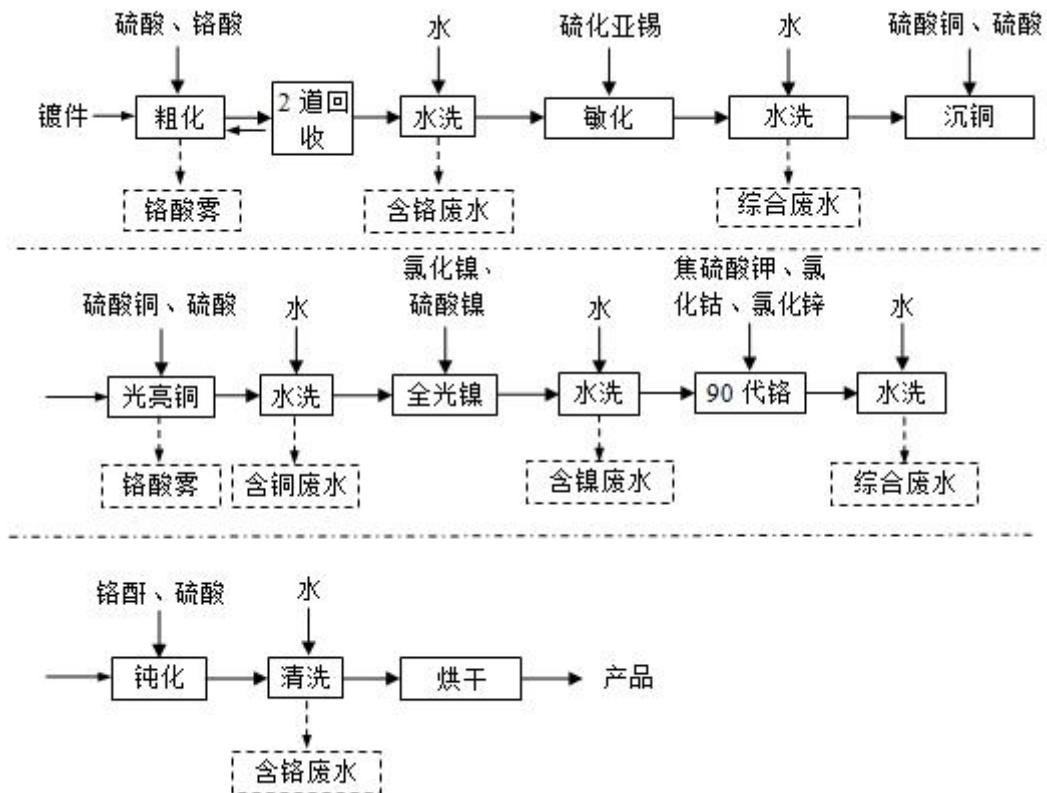 硫酸、铬酸
水
硫化亚锡
水
硫酸铜、硫酸
镀件
粗化
2 道回
收
水洗
敏化
水洗
沉铜
铬酸雾
含铬废水
综合废水
硫酸铜、硫酸
水
氯化镍、
硫酸镍
水
焦硫酸钾、氯
化钴、氯化锌
水
光亮铜
水洗
全光镍
水洗
90 代铬
水洗
铬酸雾
含铜废水
含镍废水
综合废水
铬酐、硫酸
水
钝化
清洗
烘干
产品
含铬废水